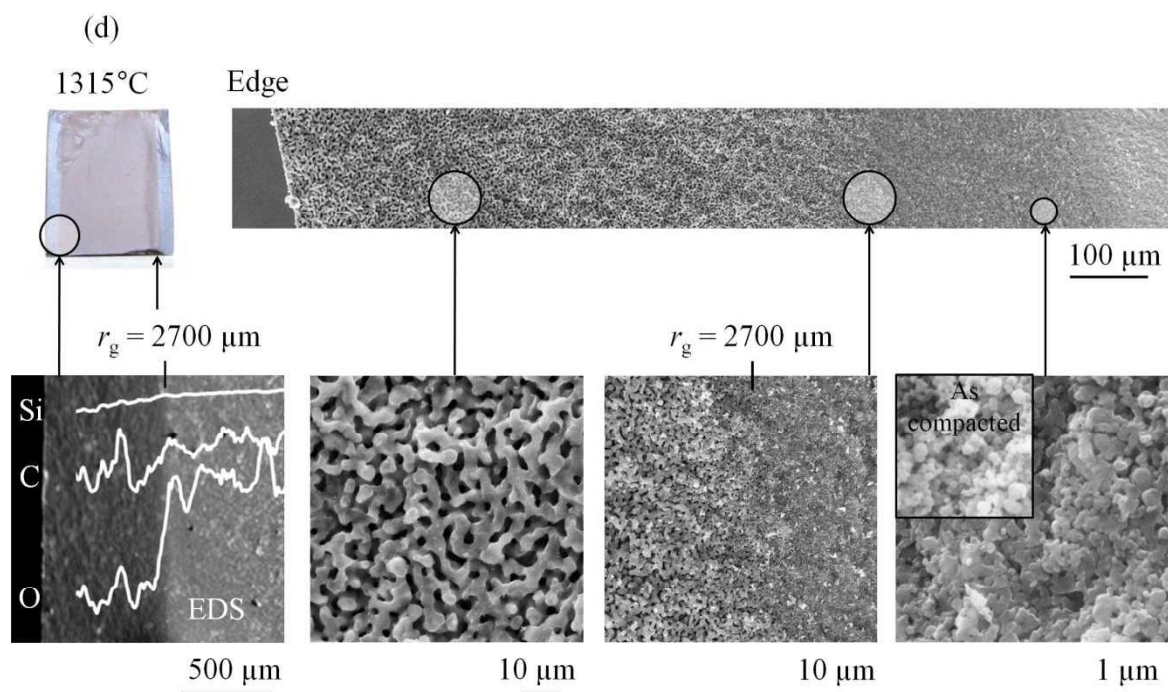 (d)
1315°C
Edge
100 µm
r_g = 2700 µm
r_g = 2700 µm
Si
C
O
EDS
As
compacted
500 µm
10 µm
10 µm
1 µm